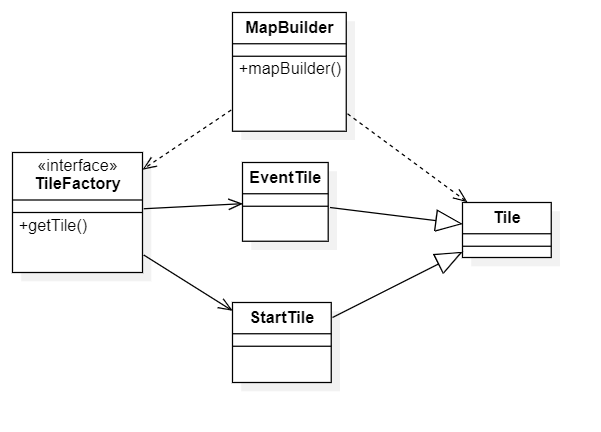 MapBuilder
+mapBuilder()
«interface»
TileFactory
+getTile()
EventTile
Tile
StartTile